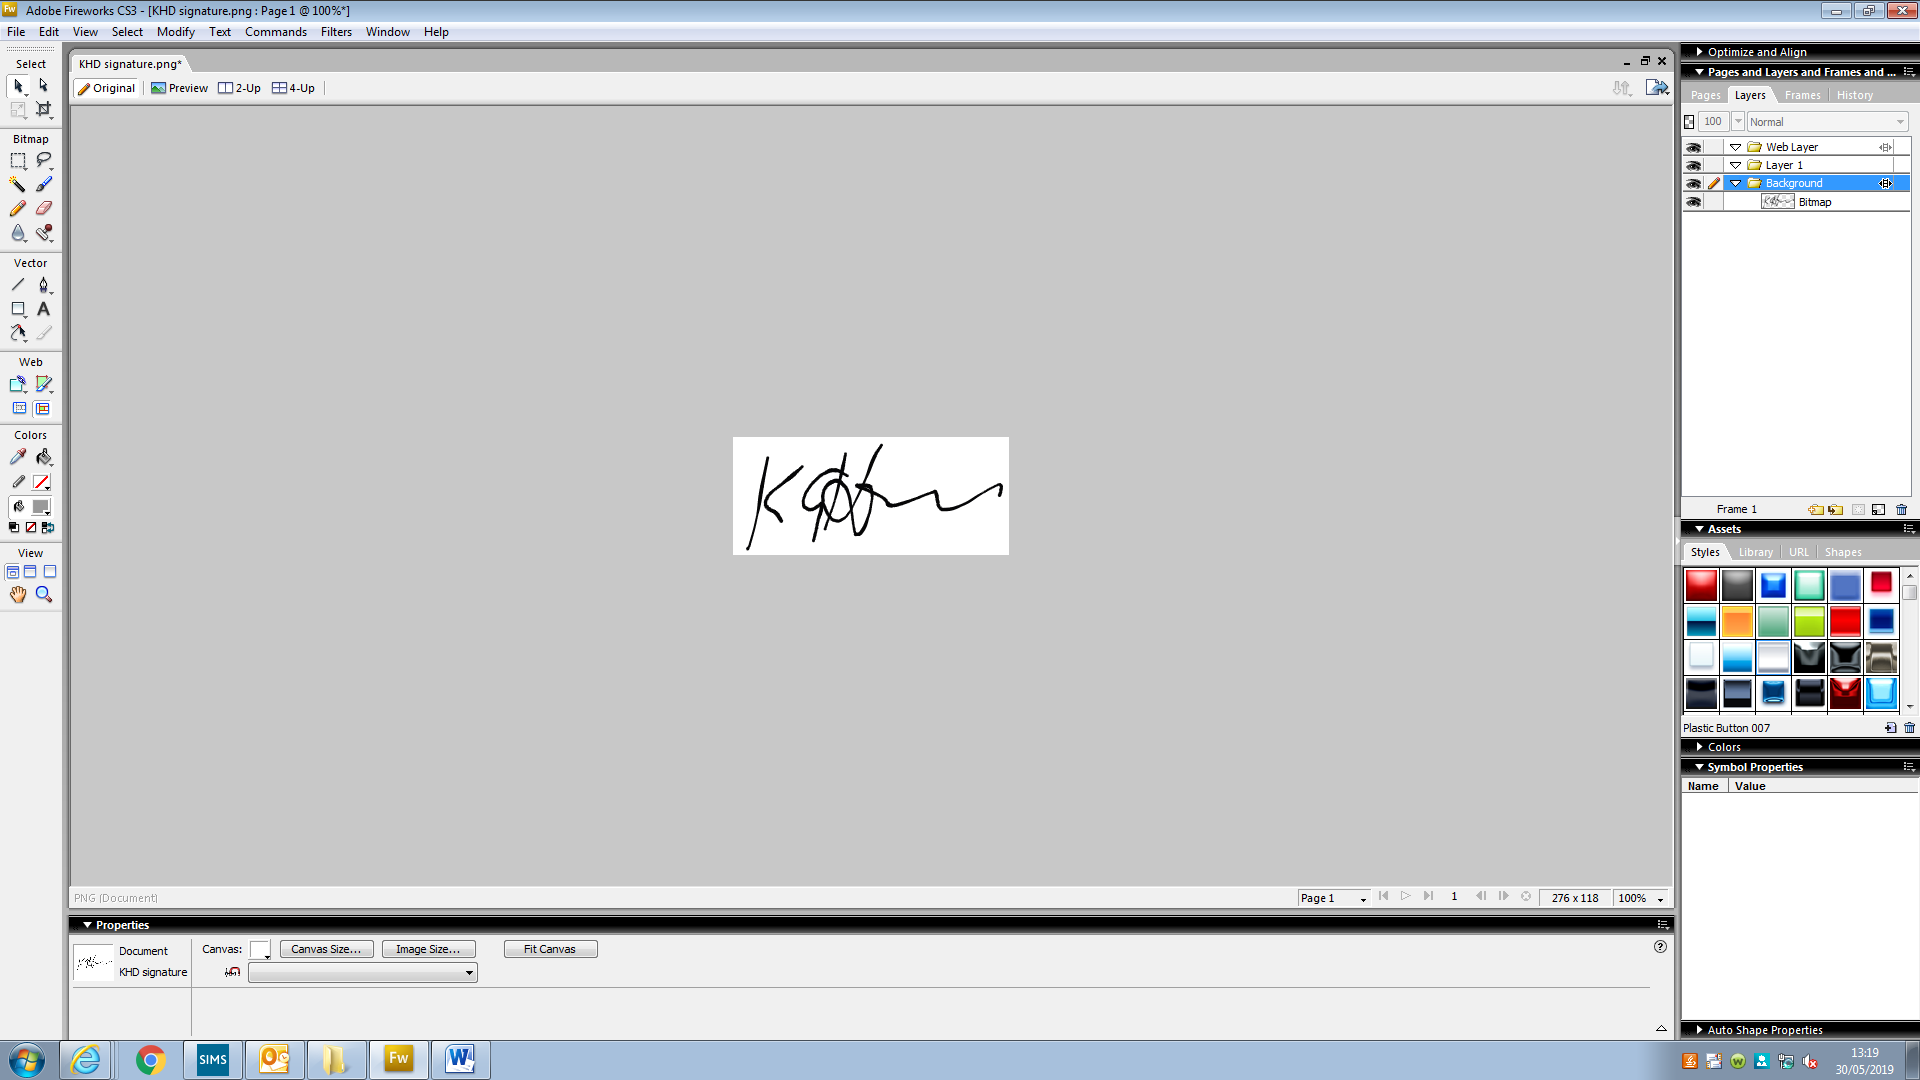 Fw Adobe Fireworks CS3 - [KHD signature.png : Page 1 @ 100%*]
File Edit View Select Modify Text Commands Filters Window Help
Select
Bitmap
Vector
Web
Colors
View
KHD signature.png*
Original Preview 2-Up 4-Up
PNG (Document)
Page 1 1 276 x 118 100%
Properties
Document
KHD signature
Canvas: Canvas Size... Image Size... Fit Canvas
Optimize and Align
Pages and Layers and Frames and ...
Pages Layers Frames History
100 Normal
Web Layer
Layer 1
Background
Bitmap
Frame 1
Assets
Styles Library URL Shapes
Plastic Button 007
Colors
Symbol Properties
Name Value
Auto Shape Properties
SIMS Fw W
13:19
30/05/2019